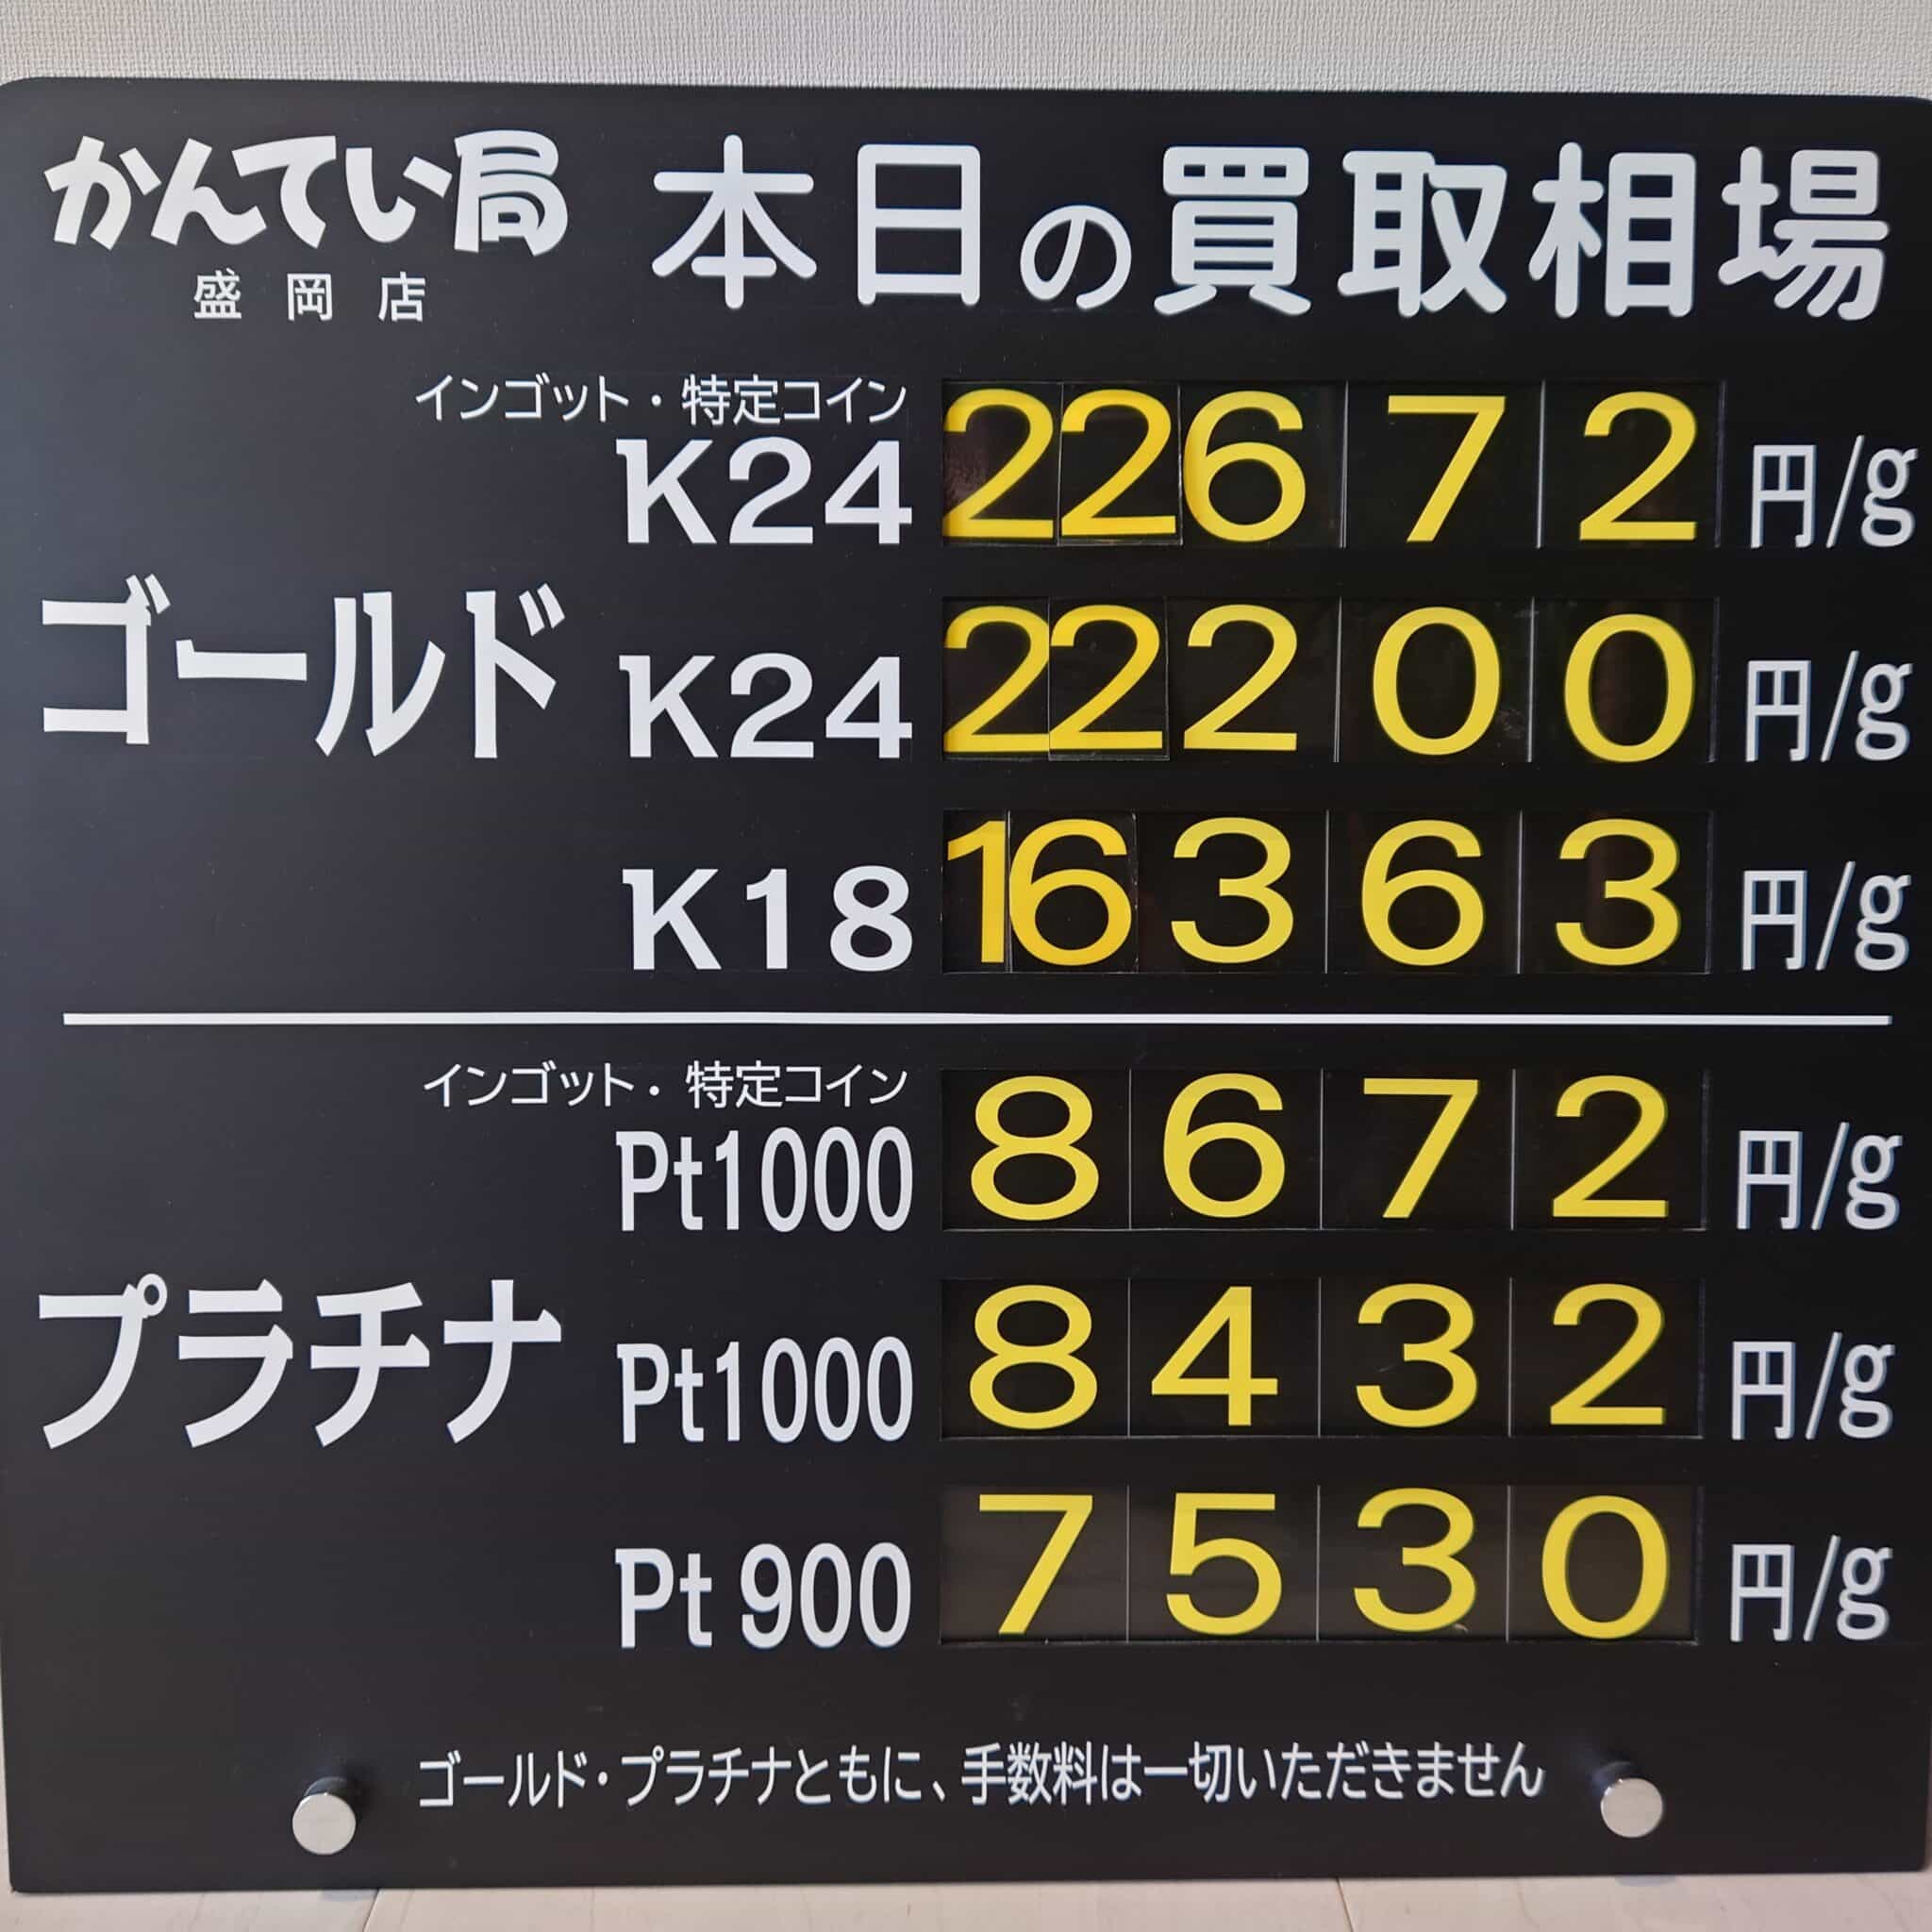 かんてい局 本日の買取相場
盛岡店
インゴット・特定コイン
K24 22672 円/g
ゴールド K24 22200 円/g
K18 16363 円/g
インゴット・特定コイン
Pt1000 8672 円/g
プラチナ Pt1000 8432 円/g
Pt900 7530 円/g
ゴールド・プラチナともに、手数料は一切いただきません